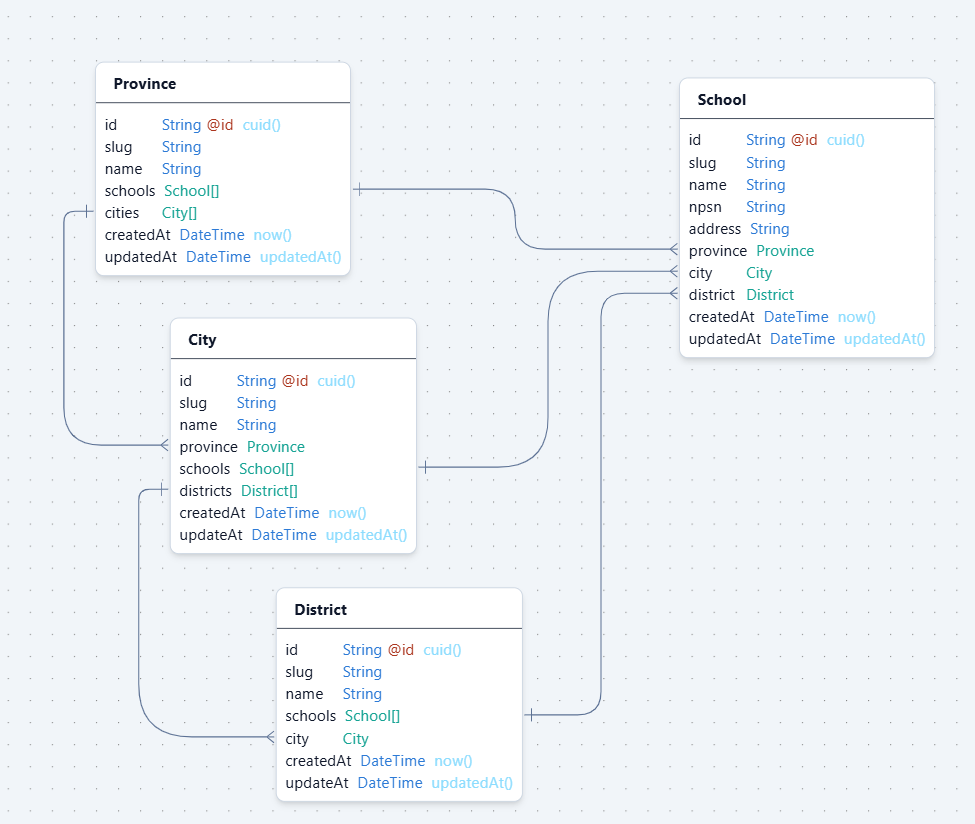 Province
id String @id cuid()
slug String
name String
schools School[]
cities City[]
createdAt DateTime now()
updatedAt DateTime updatedAt()
School
id String @id cuid()
slug String
name String
npsn String
address String
province Province
city City
district District
createdAt DateTime now()
updatedAt DateTime updatedAt()
City
id String @id cuid()
slug String
name String
province Province
schools School[]
districts District[]
createdAt DateTime now()
updateAt DateTime updatedAt()
District
id String @id cuid()
slug String
name String
schools School[]
city City
createdAt DateTime now()
updateAt DateTime updatedAt()